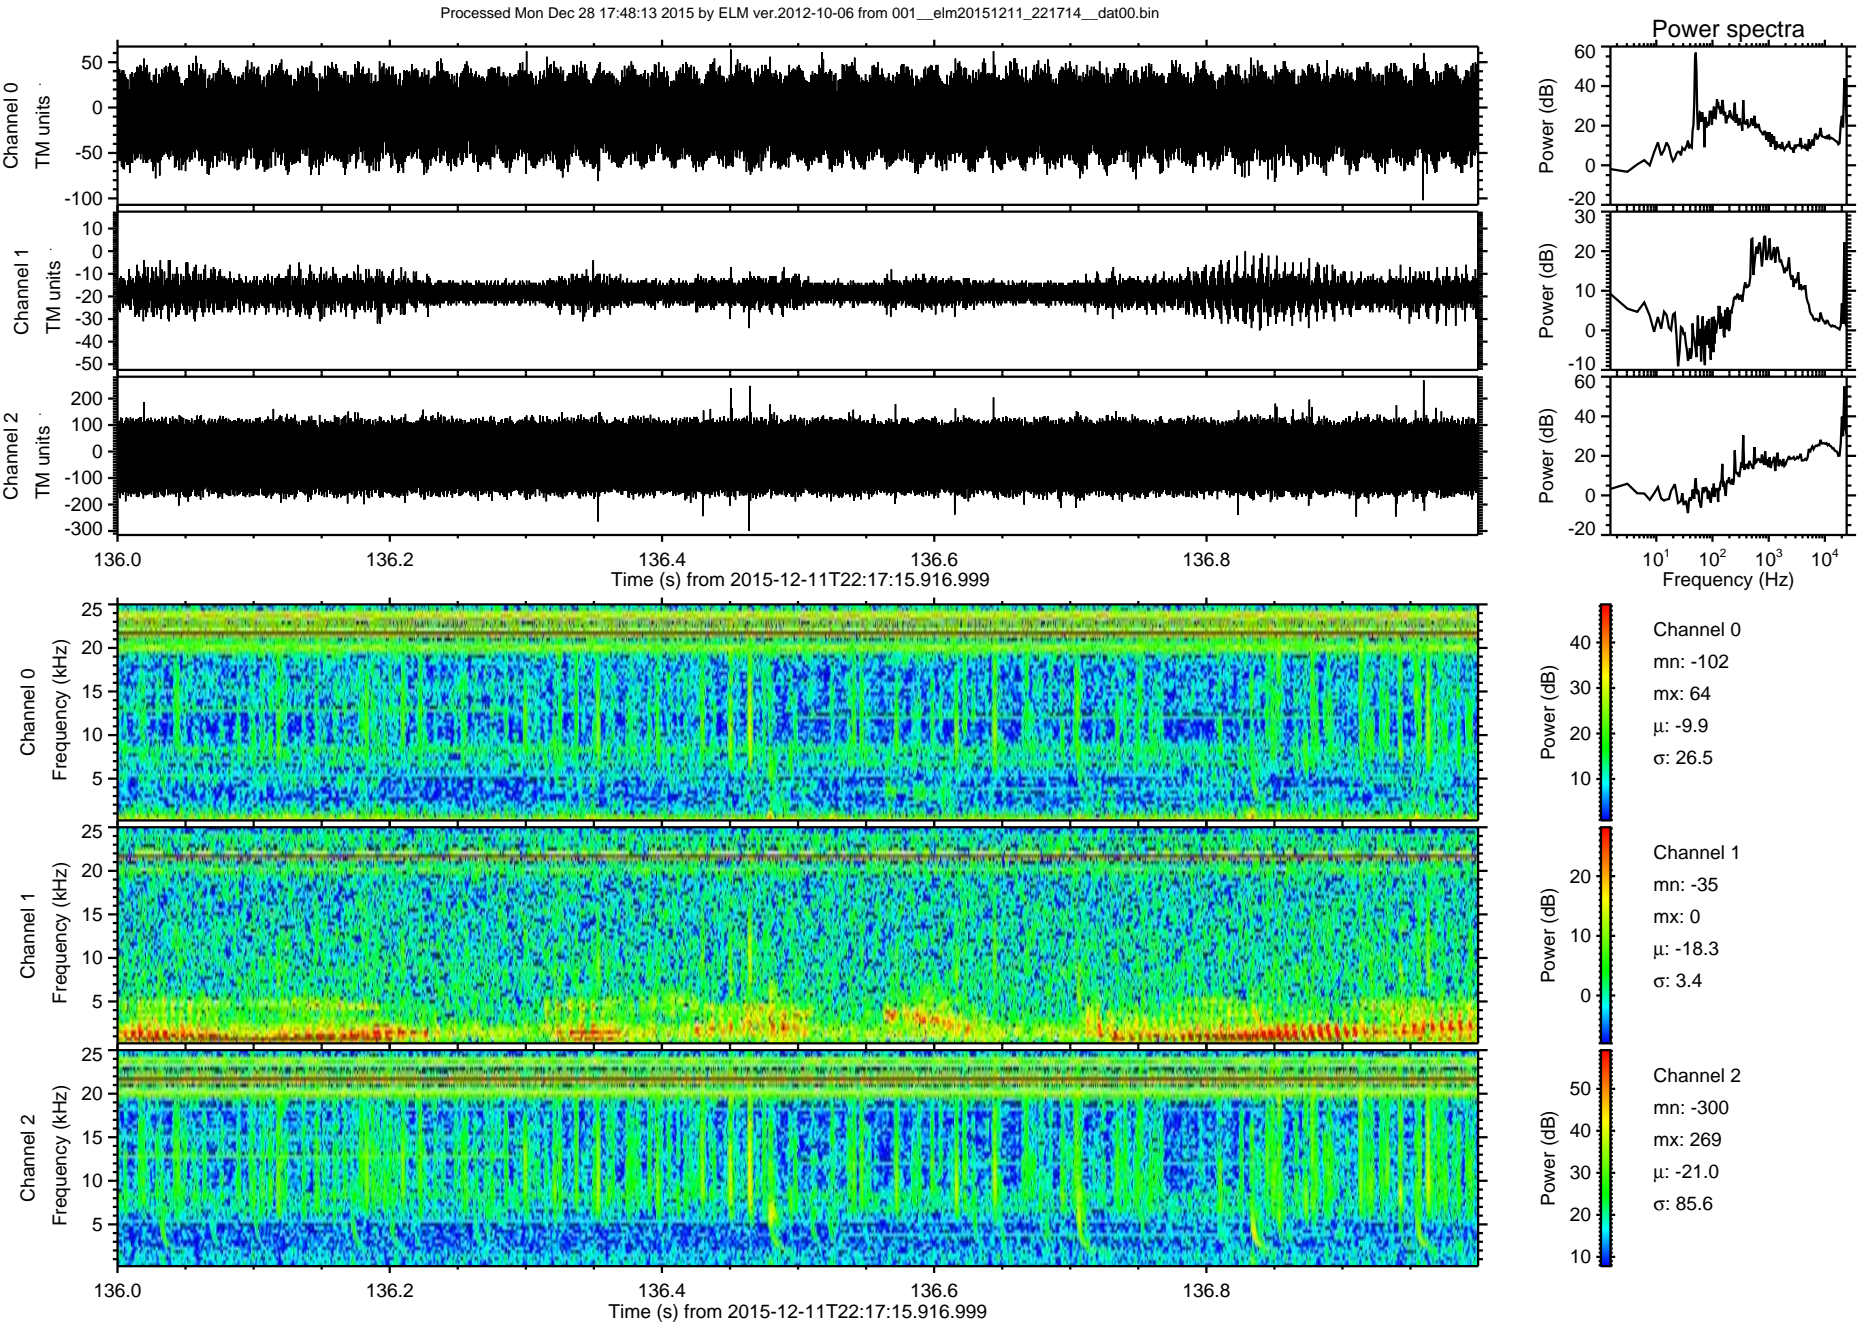 Processed Mon Dec 28 17:48:13 2015 by ELM ver.2012-10-06 from 001__elm20151211_221714__dat00.bin
Power spectra
Channel 0
TM units
50
0
-50
-100
Power (dB)
60
40
20
0
-20
Channel 1
TM units
10
0
-10
-20
-30
-40
-50
Power (dB)
30
20
10
0
-10
Channel 2
TM units
200
100
0
-100
-200
-300
Power (dB)
60
40
20
0
-20
136.0 136.2 136.4 136.6 136.8
Time (s) from 2015-12-11T22:17:15.916.999
10¹ 10² 10³ 10⁴
Frequency (Hz)
Channel 0
Frequency (kHz)
25
20
15
10
5
Power (dB)
40
30
20
10
Channel 0
mn: -102
mx: 64
μ: -9.9
σ: 26.5
Channel 1
Frequency (kHz)
25
20
15
10
5
Power (dB)
20
10
0
Channel 1
mn: -35
mx: 0
μ: -18.3
σ: 3.4
Channel 2
Frequency (kHz)
25
20
15
10
5
Power (dB)
50
40
30
20
10
Channel 2
mn: -300
mx: 269
μ: -21.0
σ: 85.6
136.0 136.2 136.4 136.6 136.8
Time (s) from 2015-12-11T22:17:15.916.999